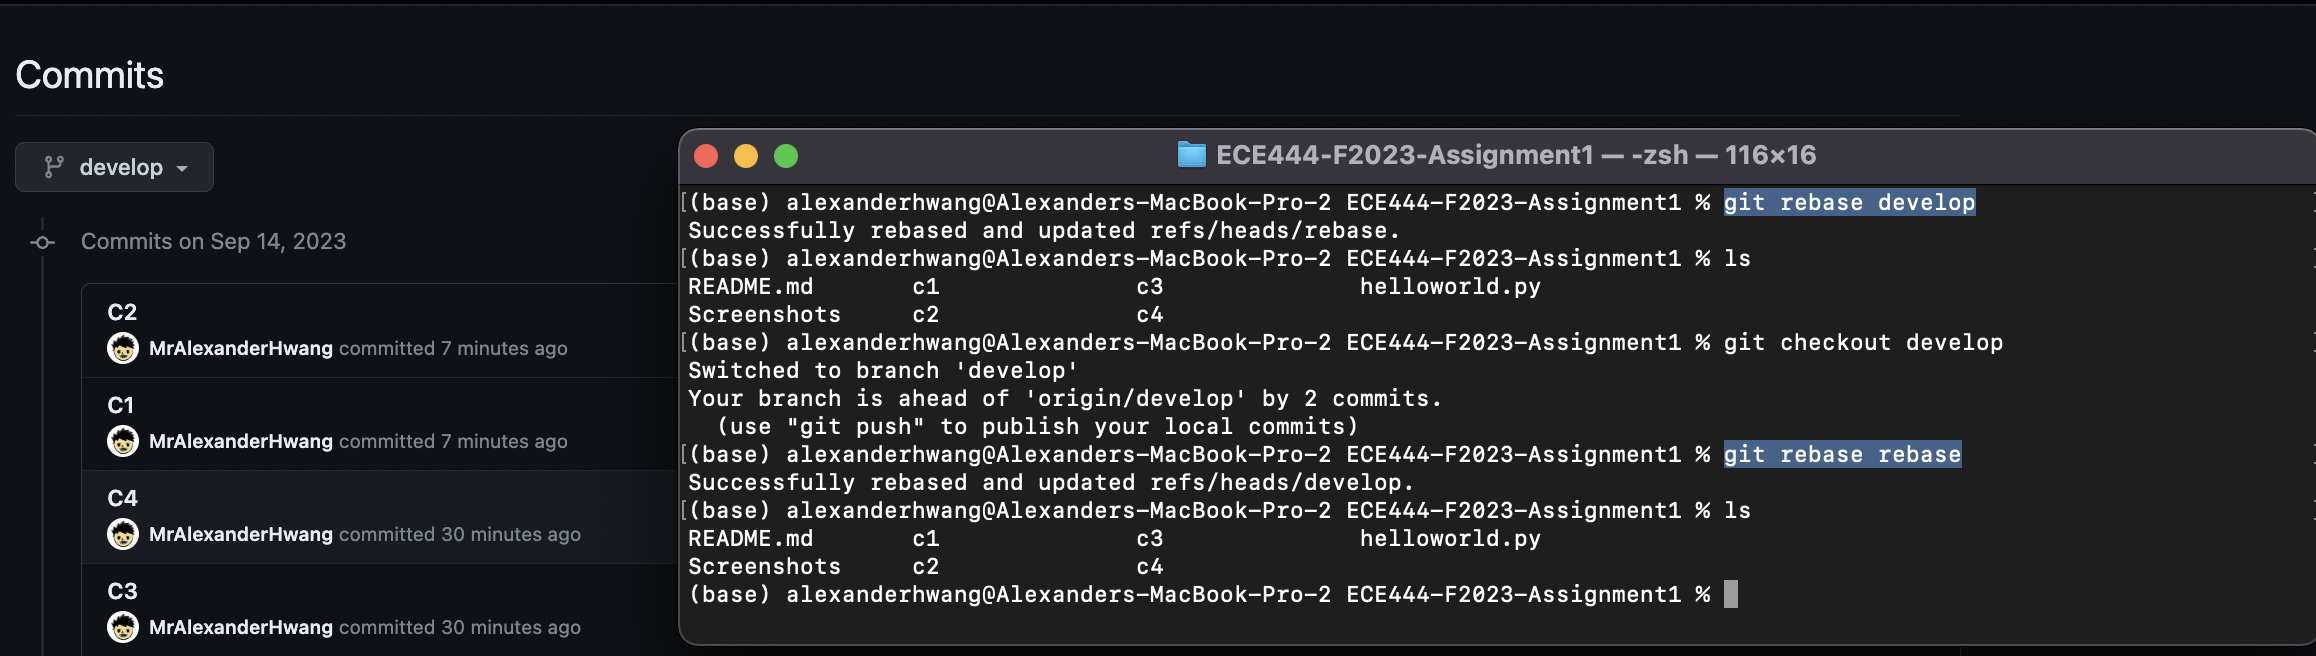 Commits
develop
Commits on Sep 14, 2023
C2
MrAlexanderHwang committed 7 minutes ago
C1
MrAlexanderHwang committed 7 minutes ago
C4
MrAlexanderHwang committed 30 minutes ago
C3
MrAlexanderHwang committed 30 minutes ago
ECE444-F2023-Assignment1 — -zsh — 116×16
[(base) alexanderhwang@Alexanders-MacBook-Pro-2 ECE444-F2023-Assignment1 % git rebase develop
Successfully rebased and updated refs/heads/rebase.
[(base) alexanderhwang@Alexanders-MacBook-Pro-2 ECE444-F2023-Assignment1 % ls
README.md c1 c3 helloworld.py
Screenshots c2 c4
[(base) alexanderhwang@Alexanders-MacBook-Pro-2 ECE444-F2023-Assignment1 % git checkout develop
Switched to branch 'develop'
Your branch is ahead of 'origin/develop' by 2 commits.
(use "git push" to publish your local commits)
[(base) alexanderhwang@Alexanders-MacBook-Pro-2 ECE444-F2023-Assignment1 % git rebase rebase
Successfully rebased and updated refs/heads/develop.
[(base) alexanderhwang@Alexanders-MacBook-Pro-2 ECE444-F2023-Assignment1 % ls
README.md c1 c3 helloworld.py
Screenshots c2 c4
(base) alexanderhwang@Alexanders-MacBook-Pro-2 ECE444-F2023-Assignment1 %